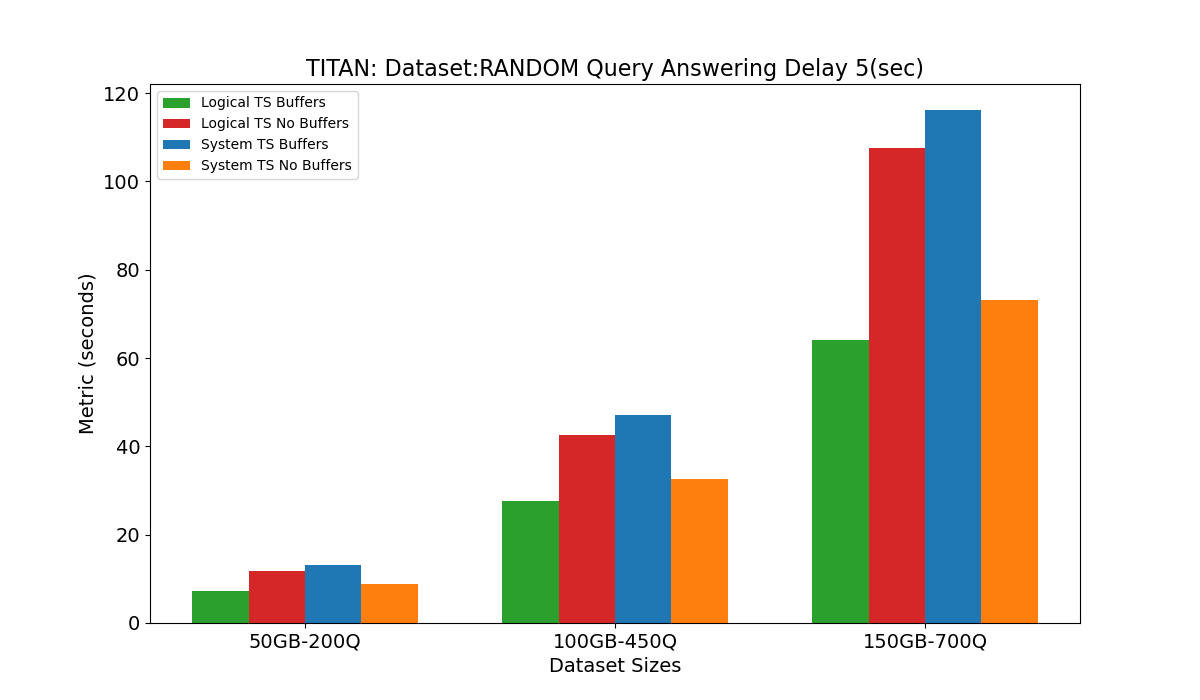 TITAN: Dataset:RANDOM Query Answering Delay 5(sec)
Logical TS Buffers
Logical TS No Buffers
System TS Buffers
System TS No Buffers
120
100
80
60
40
20
0
Metric (seconds)
50GB-200Q
100GB-450Q
150GB-700Q
Dataset Sizes